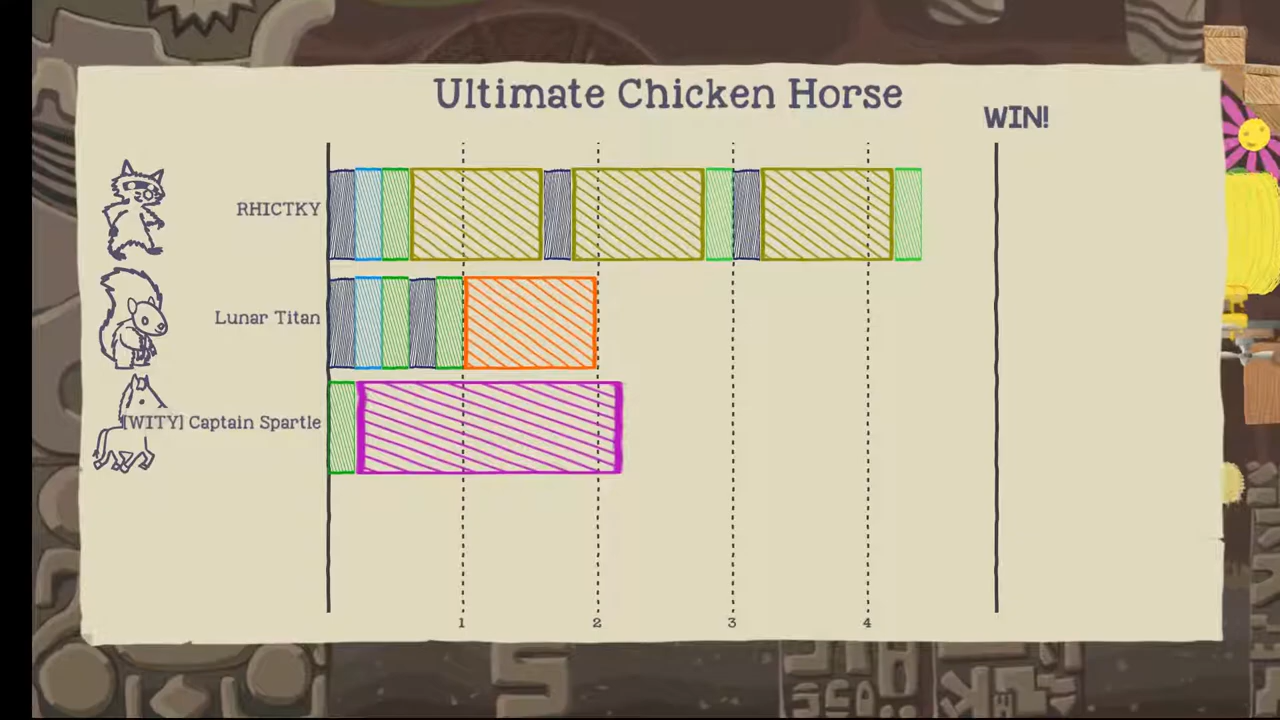 Ultimate Chicken Horse
WIN!
RHICTKY
Lunar Titan
[WITY] Captain Spartle
1 2 3 4